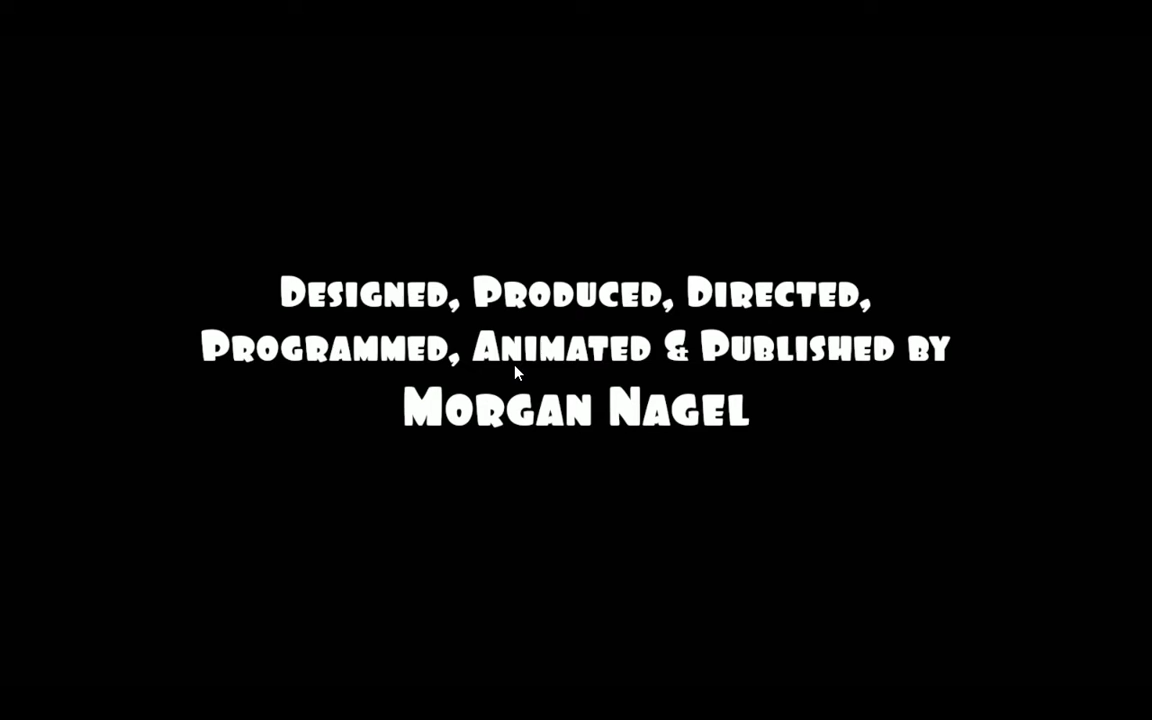 Designed, Produced, Directed,
Programmed, Animated & Published by
Morgan Nagel